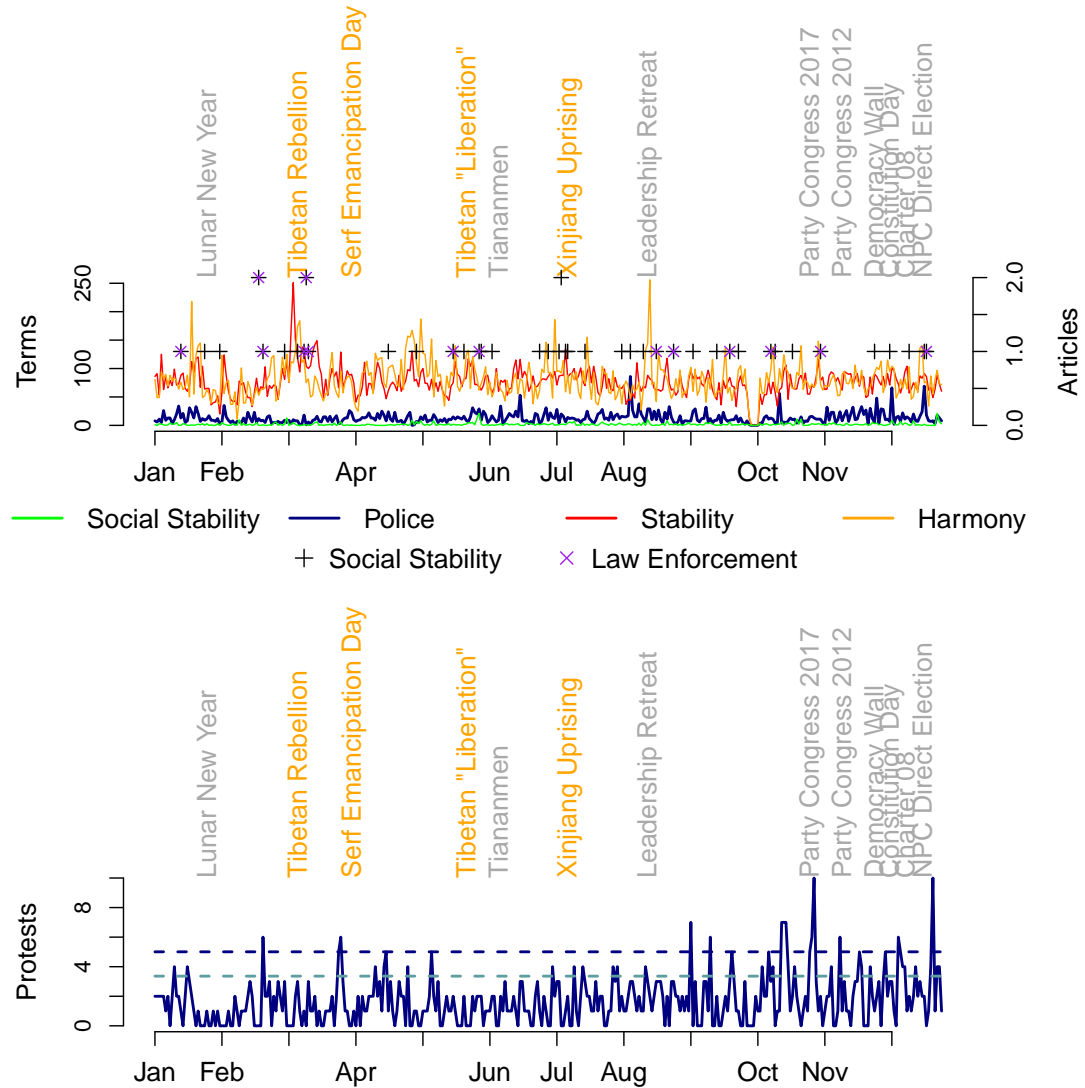 Lunar New Year
Tibetan Rebellion
Serf Emancipation Day
Tibetan "Liberation"
Tiananmen
Xinjiang Uprising
Leadership Retreat
Party Congress 2017
Party Congress 2012
Democracy Wall
Constitution Day
Charter 08
NPC Direct Election
Terms
250
100
0
2.0
1.0
0.0
Articles
Jan Feb Apr Jun Jul Aug Oct Nov
Social Stability Police Stability Harmony
Social Stability Law Enforcement
Lunar New Year
Tibetan Rebellion
Serf Emancipation Day
Tibetan "Liberation"
Tiananmen
Xinjiang Uprising
Leadership Retreat
Party Congress 2017
Party Congress 2012
Democracy Wall
Constitution Day
Charter 08
NPC Direct Election
Protests
8
4
0
Jan Feb Apr Jun Jul Aug Oct Nov